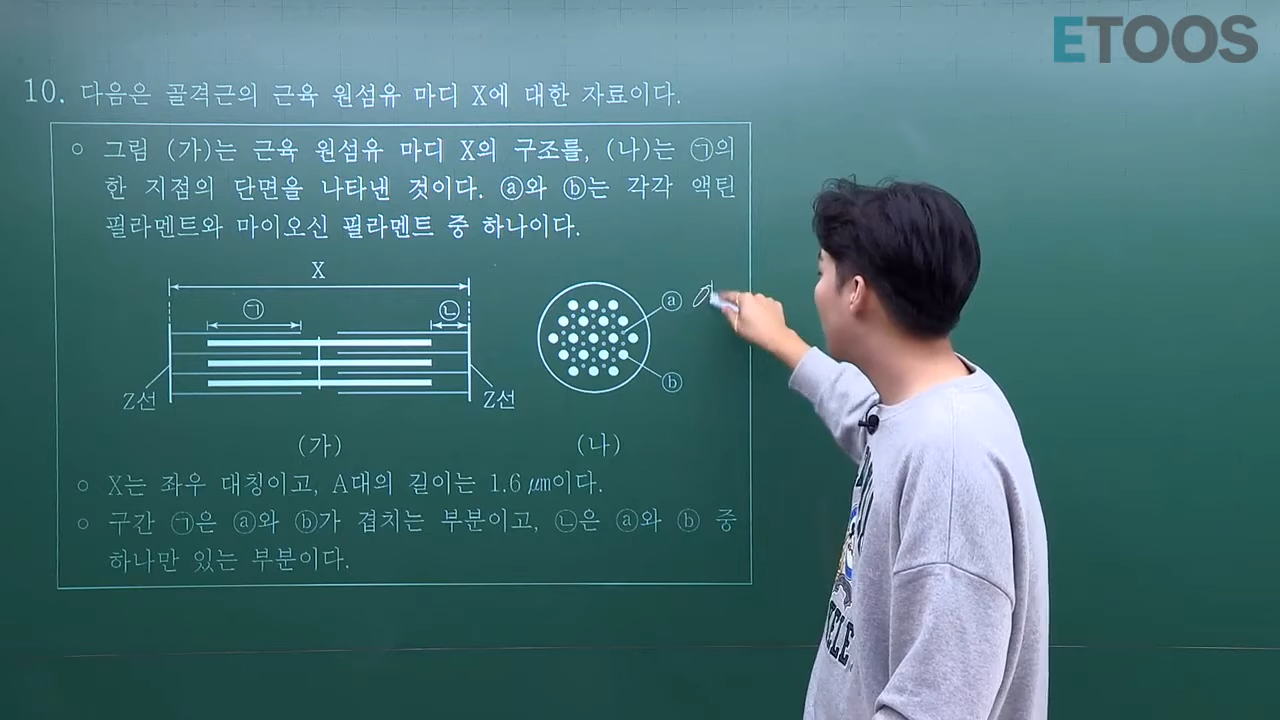 ETOOS
10. 다음은 골격근의 근육 원섬유 마디 X에 대한 자료이다.
○ 그림 (가)는 근육 원섬유 마디 X의 구조를, (나)는 ㉠의
한 지점의 단면을 나타낸 것이다. ⓐ와 ⓑ는 각각 액틴
필라멘트와 마이오신 필라멘트 중 하나이다.
X
㉠ ㉡
ⓐ
ⓑ
Z선 Z선
(가) (나)
○ X는 좌우 대칭이고, A대의 길이는 1.6㎛이다.
○ 구간 ㉠은 ⓐ와 ⓑ가 겹치는 부분이고, ㉡은 ⓐ와 ⓑ 중
하나만 있는 부분이다.